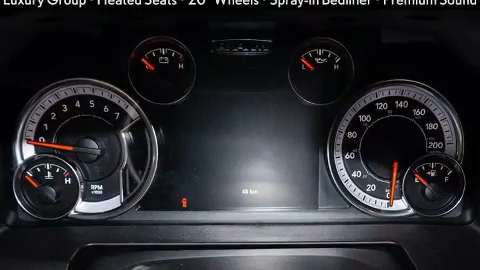 Luxury Group • Heated Seats • 20" Wheels • Spray-in Bedliner • Premium Sound
RAM
H
L
1 2 3 4 5 6 7
0
RPM
x1000
H
48 km
20 40 60 80 100 120 140 160 180 200
E F